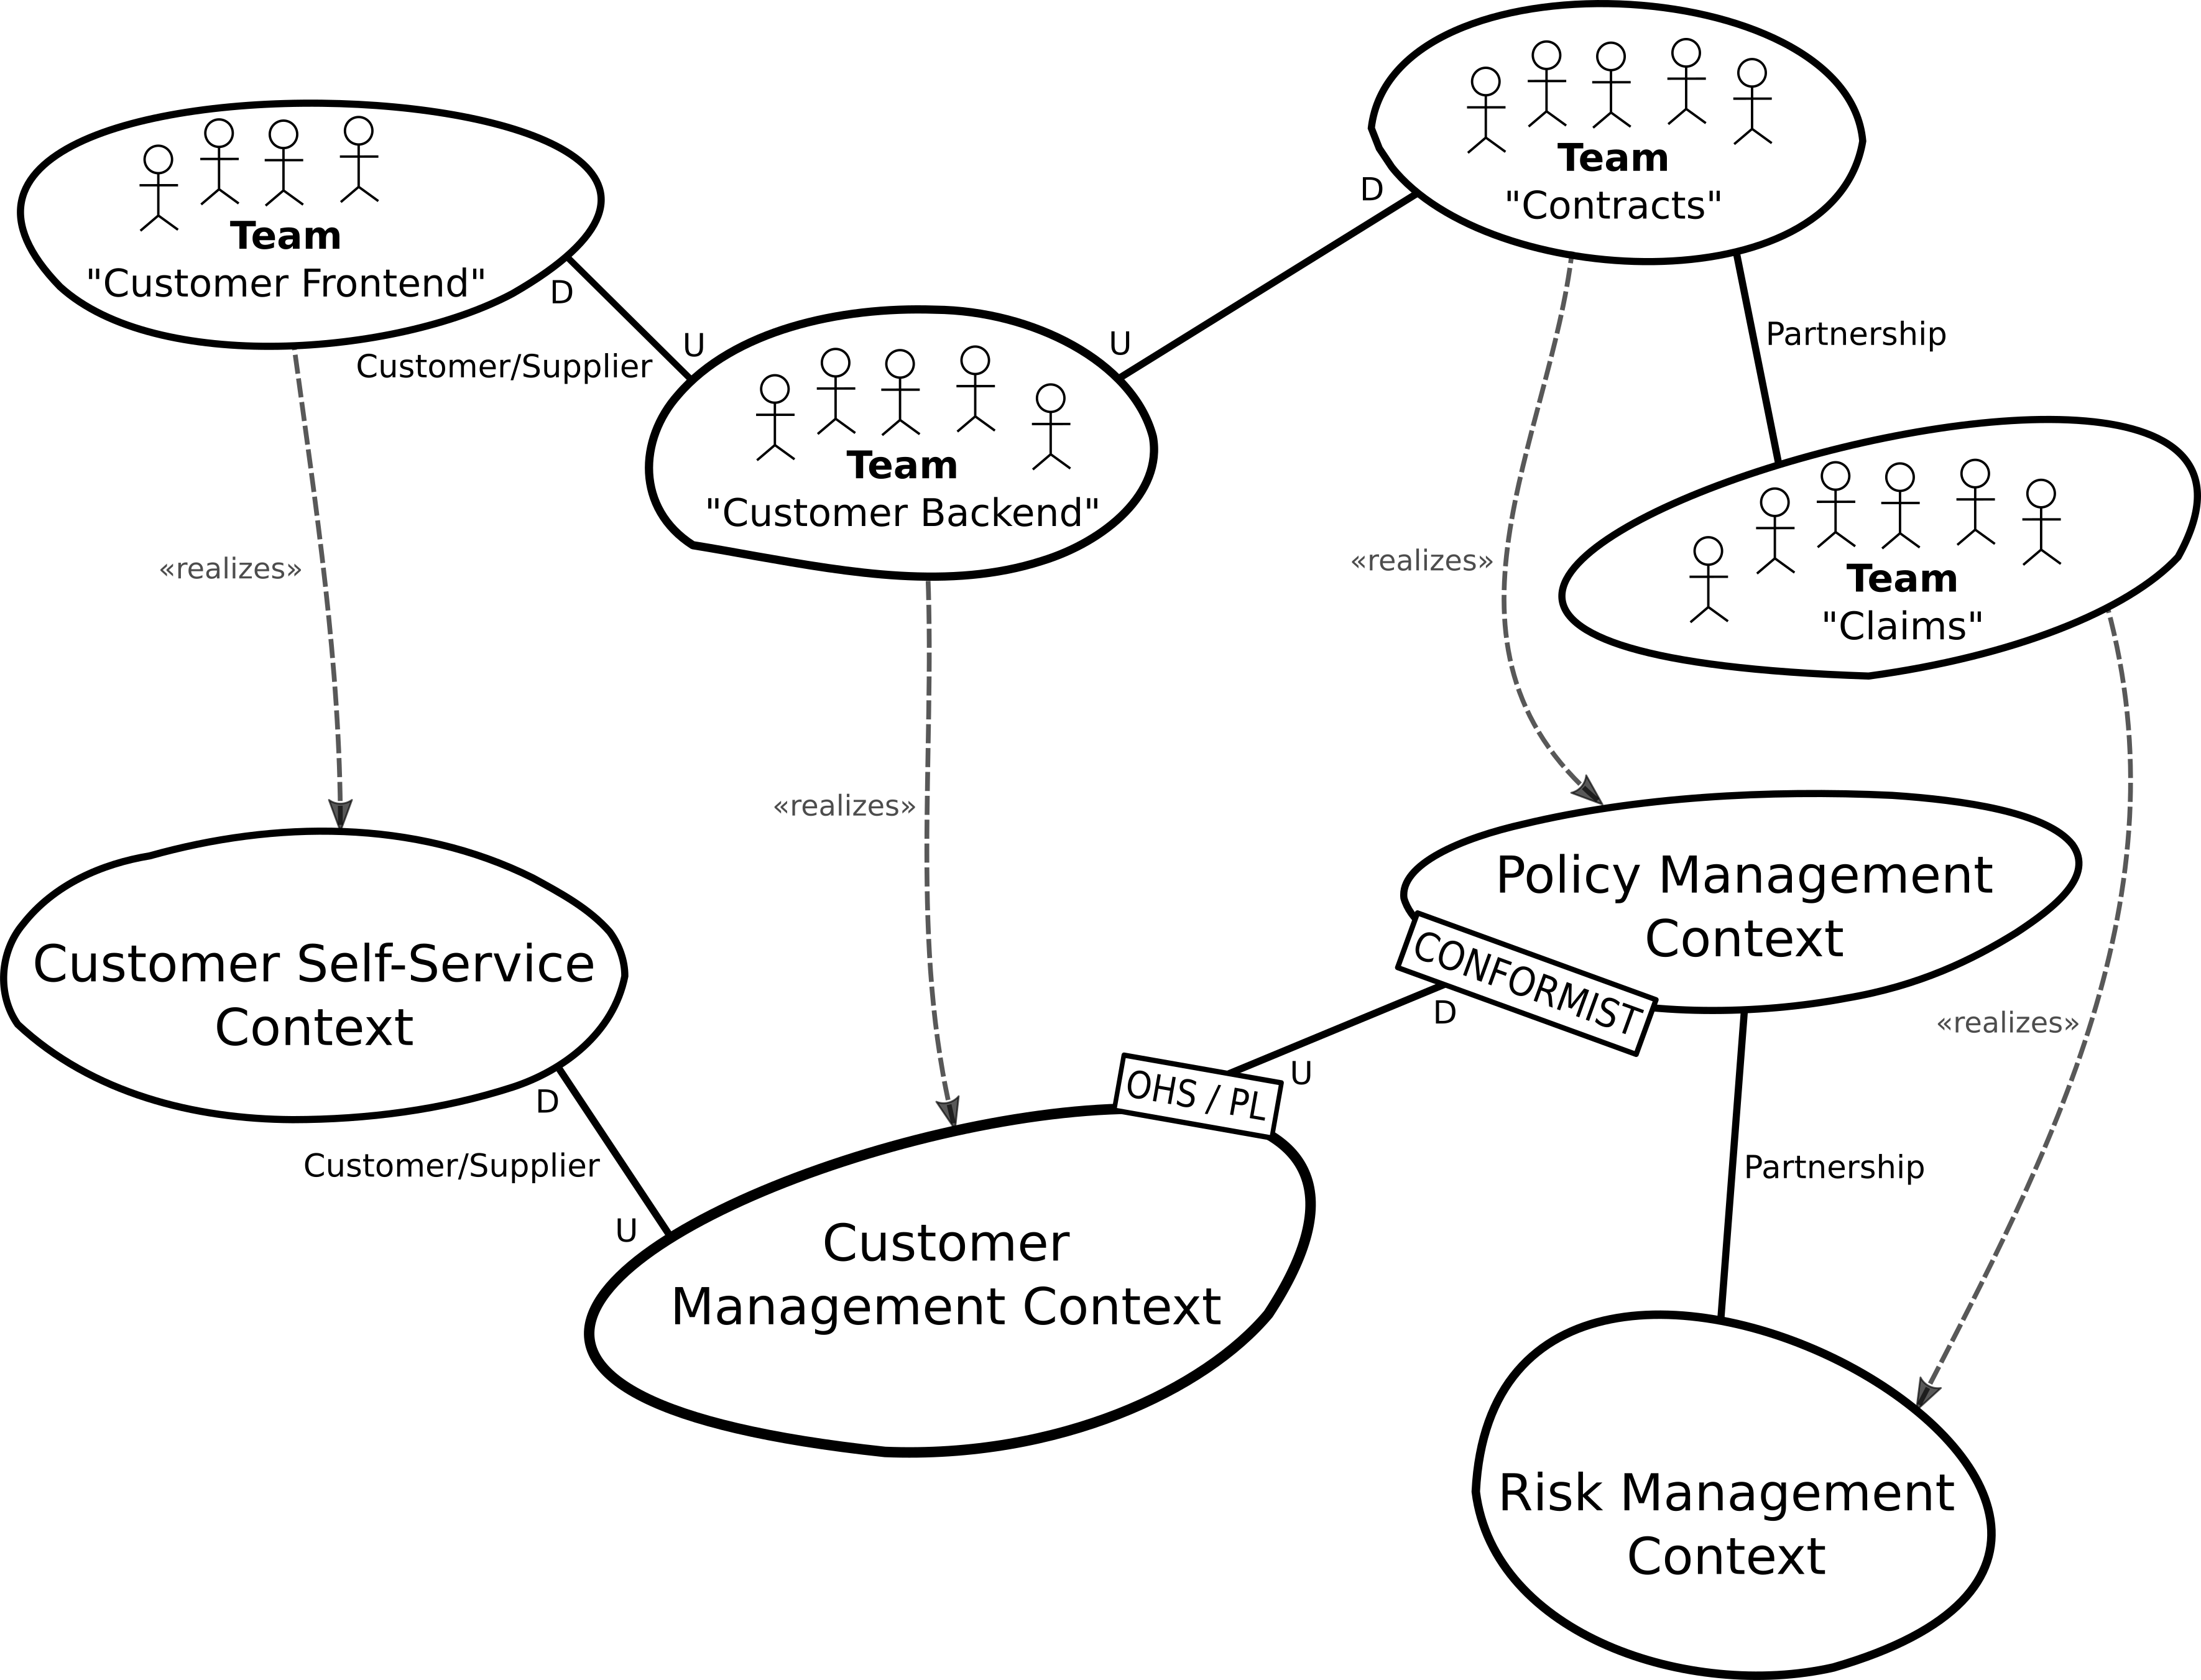 Team
"Contracts"
D
Team
"Customer Frontend"
D
U
Customer/Supplier
U
Partnership
Team
"Customer Backend"
Team
"Claims"
«realizes»
«realizes»
«realizes»
Policy Management
Context
CONFORMIST
D
Customer Self-Service
Context
D
«realizes»
OHS / PL
U
Customer/Supplier
U
Partnership
Customer
Management Context
Risk Management
Context